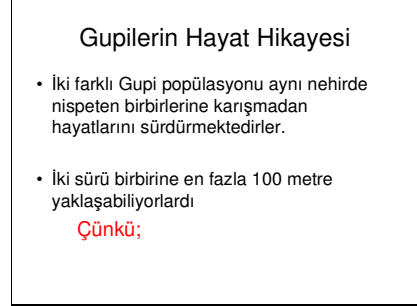 Gupilerin Hayat Hikayesi
• İki farklı Gupi popülasyonu aynı nehirde
nispeten birbirlerine karışmadan
hayatlarını sürdürmektedirler.
• İki sürü birbirine en fazla 100 metre
yaklaşabiliyorlardı
Çünkü;